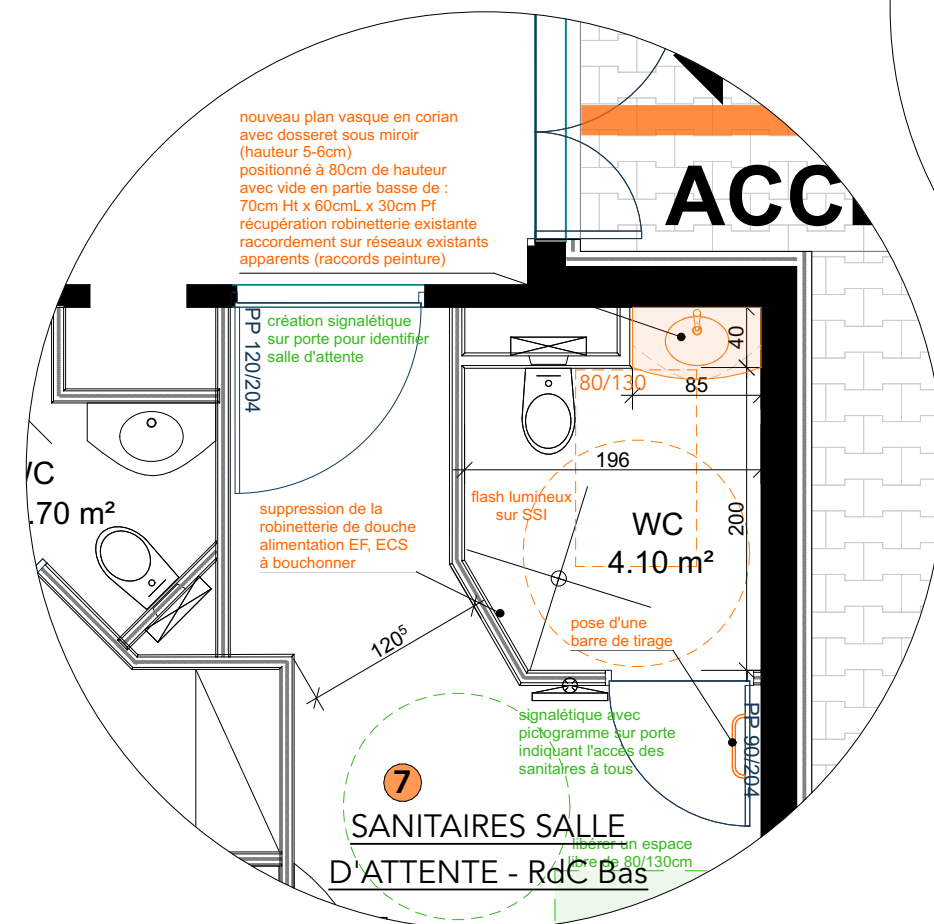 nouveau plan vasque en corian
avec dosseret sous miroir
(hauteur 5-6cm)
positionné à 80cm de hauteur
avec vide en partie basse de :
70cm Ht x 60cmL x 30cm Pf
récupération robinetterie existante
raccordement sur réseaux existants
apparents (raccords peinture)
ACC
création signalétique
sur porte pour identifier
salle d'attente
PP 120/204
40
80/130
85
196
flash lumineux
sur SSI
200
WC
4.10 m²
/C
.70 m²
suppression de la
robinetterie de douche
alimentation EF, ECS
à bouchonner
120⁵
pose d'une
barre de tirage
PP 90/204
signalétique avec
pictogramme sur porte
indiquant l'accès des
sanitaires à tous
7
SANITAIRES SALLE
D'ATTENTE - RdC Bas
libérer un espace
libre de 80/130cm